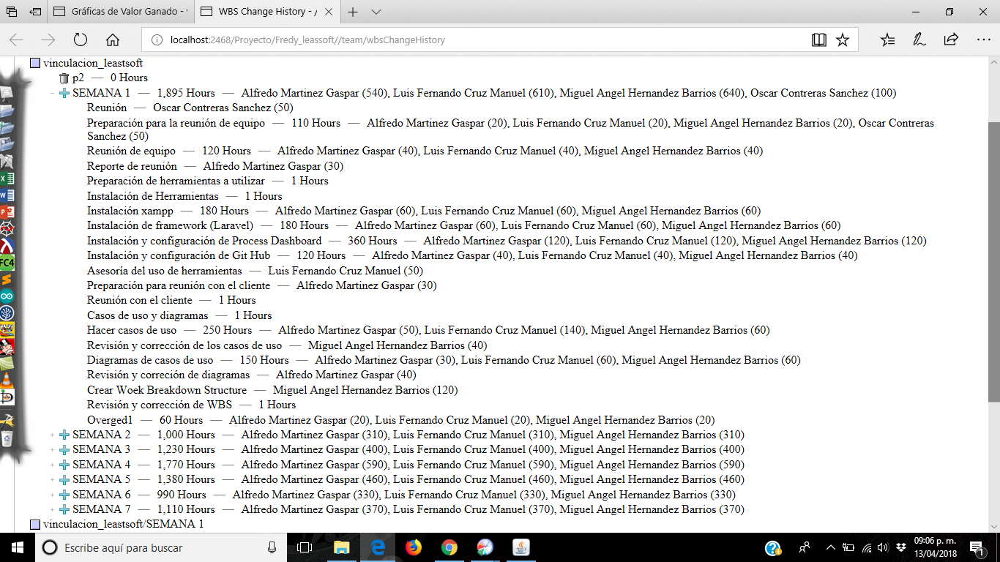 Gráficas de Valor Ganado -
WBS Change History - /
localhost:2468/Proyecto/Fredy_leassoft//team/wbsChangeHistory
vinculacion_leastsoft
p2 — 0 Hours
SEMANA 1 — 1,895 Hours — Alfredo Martinez Gaspar (540), Luis Fernando Cruz Manuel (610), Miguel Angel Hernandez Barrios (640), Oscar Contreras Sanchez (100)
Reunión — Oscar Contreras Sanchez (50)
Preparación para la reunión de equipo — 110 Hours — Alfredo Martinez Gaspar (20), Luis Fernando Cruz Manuel (20), Miguel Angel Hernandez Barrios (20), Oscar Contreras
Sanchez (50)
Reunión de equipo — 120 Hours — Alfredo Martinez Gaspar (40), Luis Fernando Cruz Manuel (40), Miguel Angel Hernandez Barrios (40)
Reporte de reunión — Alfredo Martinez Gaspar (30)
Preparación de herramientas a utilizar — 1 Hours
Instalación de Herramientas — 1 Hours
Instalación xampp — 180 Hours — Alfredo Martinez Gaspar (60), Luis Fernando Cruz Manuel (60), Miguel Angel Hernandez Barrios (60)
Instalación de framework (Laravel) — 180 Hours — Alfredo Martinez Gaspar (60), Luis Fernando Cruz Manuel (60), Miguel Angel Hernandez Barrios (60)
Instalación y configuración de Process Dashboard — 360 Hours — Alfredo Martinez Gaspar (120), Luis Fernando Cruz Manuel (120), Miguel Angel Hernandez Barrios (120)
Instalación y configuración de Git Hub — 120 Hours — Alfredo Martinez Gaspar (40), Luis Fernando Cruz Manuel (40), Miguel Angel Hernandez Barrios (40)
Asesoría del uso de herramientas — Luis Fernando Cruz Manuel (50)
Preparación para reunión con el cliente — Alfredo Martinez Gaspar (30)
Reunión con el cliente — 1 Hours
Casos de uso y diagramas — 1 Hours
Hacer casos de uso — 250 Hours — Alfredo Martinez Gaspar (50), Luis Fernando Cruz Manuel (140), Miguel Angel Hernandez Barrios (60)
Revisión y corrección de los casos de uso — Miguel Angel Hernandez Barrios (40)
Diagramas de casos de uso — 150 Hours — Alfredo Martinez Gaspar (30), Luis Fernando Cruz Manuel (60), Miguel Angel Hernandez Barrios (60)
Revisión y correción de diagramas — Alfredo Martinez Gaspar (40)
Crear Woek Breakdown Structure — Miguel Angel Hernandez Barrios (120)
Revisión y corrección de WBS — 1 Hours
Overged1 — 60 Hours — Alfredo Martinez Gaspar (20), Luis Fernando Cruz Manuel (20), Miguel Angel Hernandez Barrios (20)
SEMANA 2 — 1,000 Hours — Alfredo Martinez Gaspar (310), Luis Fernando Cruz Manuel (310), Miguel Angel Hernandez Barrios (310)
SEMANA 3 — 1,230 Hours — Alfredo Martinez Gaspar (400), Luis Fernando Cruz Manuel (400), Miguel Angel Hernandez Barrios (400)
SEMANA 4 — 1,770 Hours — Alfredo Martinez Gaspar (590), Luis Fernando Cruz Manuel (590), Miguel Angel Hernandez Barrios (590)
SEMANA 5 — 1,380 Hours — Alfredo Martinez Gaspar (460), Luis Fernando Cruz Manuel (460), Miguel Angel Hernandez Barrios (460)
SEMANA 6 — 990 Hours — Alfredo Martinez Gaspar (330), Luis Fernando Cruz Manuel (330), Miguel Angel Hernandez Barrios (330)
SEMANA 7 — 1,110 Hours — Alfredo Martinez Gaspar (370), Luis Fernando Cruz Manuel (370), Miguel Angel Hernandez Barrios (370)
vinculacion_leastsoft/SEMANA 1
FC4
Escribe aquí para buscar
09:06 p. m.
13/04/2018
1